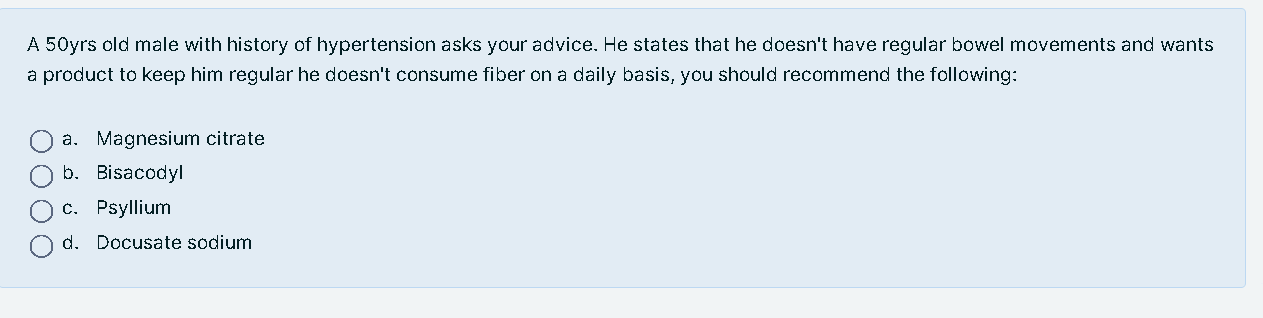 A 50yrs old male with history of hypertension asks your advice. He states that he doesn't have regular bowel movements and wants
a product to keep him regular he doesn't consume fiber on a daily basis, you should recommend the following:
a. Magnesium citrate
b. Bisacodyl
c. Psyllium
d. Docusate sodium